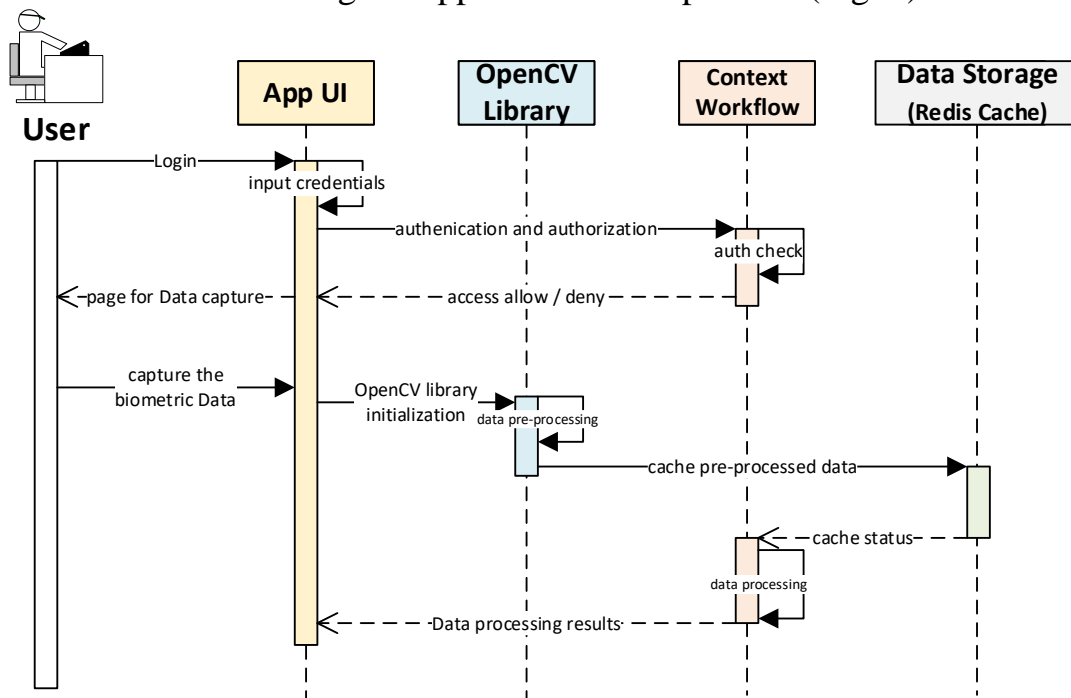 User
App UI
OpenCV
Library
Context
Workflow
Data Storage
(Redis Cache)
Login
input credentials
authenication and authorization
auth check
page for Data capture
access allow / deny
capture the
biometric Data
OpenCV library
initialization
data pre-processing
cache pre-processed data
cache status
data processing
Data processing results